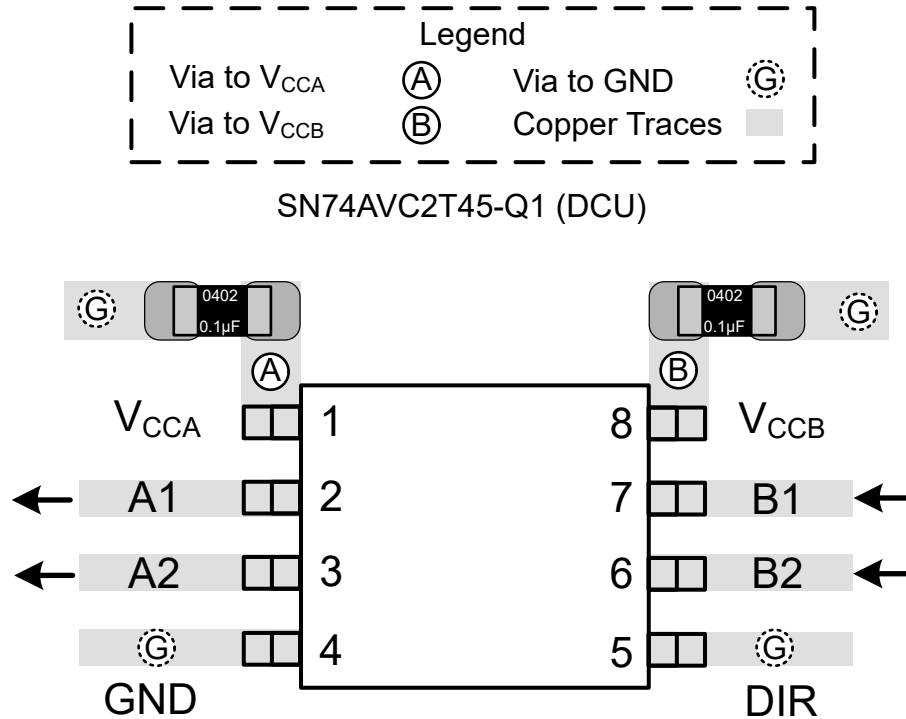 Legend
Via to VCCA A Via to GND G
Via to VCCB B Copper Traces
SN74AVC2T45-Q1 (DCU)
G 0402 0402 G
0.1µF 0.1µF
A B
VCCA 1 8 VCCB
A1 2 7 B1
A2 3 6 B2
G 4 5 G
GND DIR